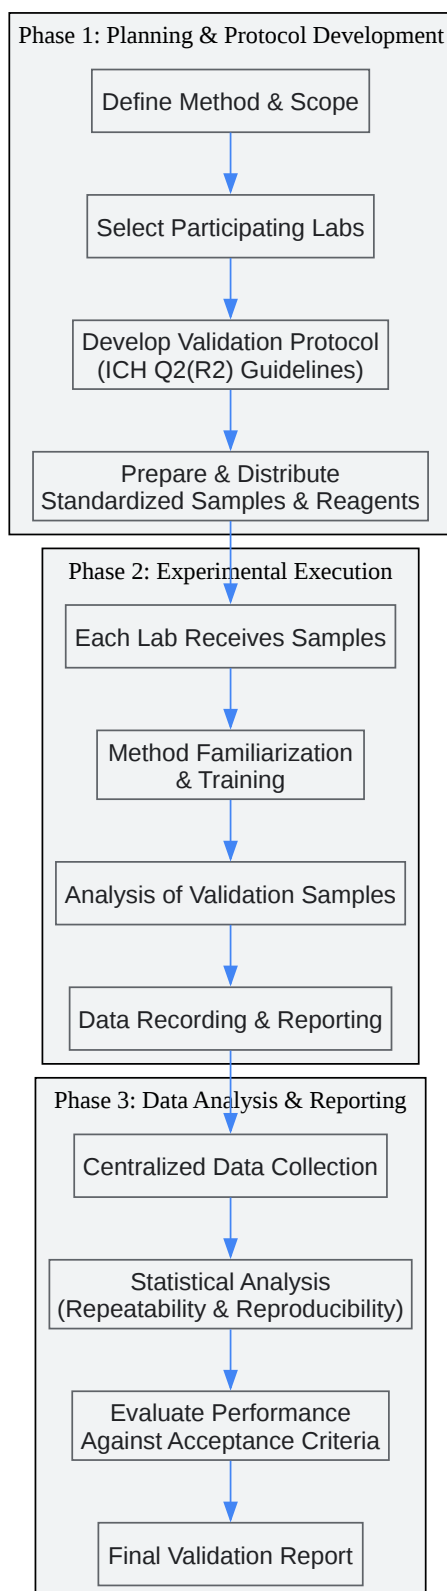 Phase 1: Planning & Protocol Development
Define Method & Scope
Select Participating Labs
Develop Validation Protocol
(ICH Q2(R2) Guidelines)
Prepare & Distribute
Standardized Samples & Reagents
Phase 2: Experimental Execution
Each Lab Receives Samples
Method Familiarization
& Training
Analysis of Validation Samples
Data Recording & Reporting
Phase 3: Data Analysis & Reporting
Centralized Data Collection
Statistical Analysis
(Repeatability & Reproducibility)
Evaluate Performance
Against Acceptance Criteria
Final Validation Report